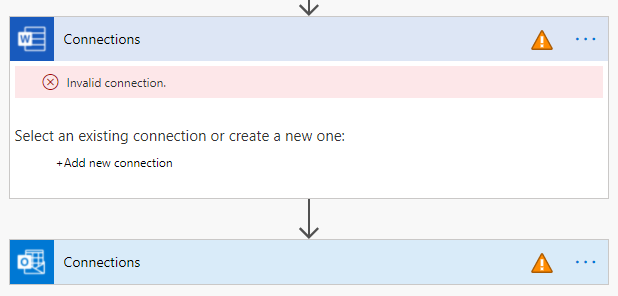 W
Connections
Invalid connection.
Select an existing connection or create a new one:
+Add new connection
Connections